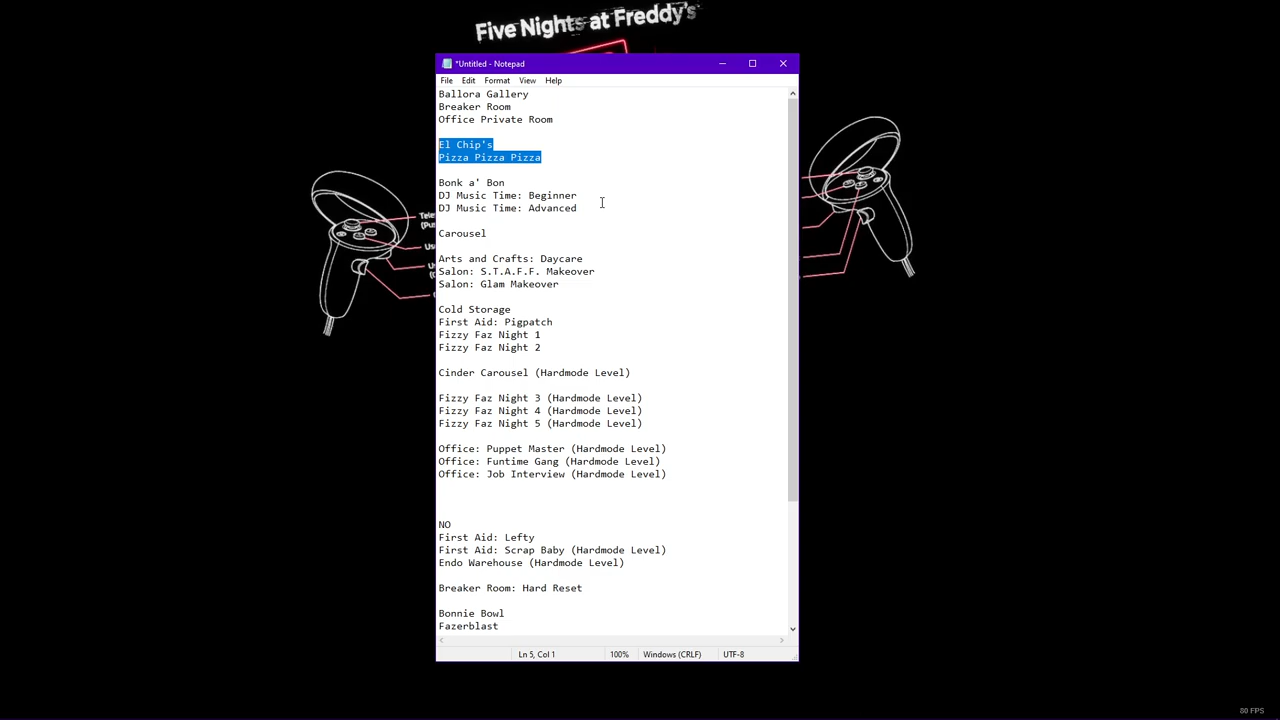 Five Nights at Freddy's
*Untitled - Notepad
File Edit Format View Help
Ballora Gallery
Breaker Room
Office Private Room
El Chip's
Pizza Pizza Pizza
Bonk a' Bon
DJ Music Time: Beginner
DJ Music Time: Advanced
Carousel
Arts and Crafts: Daycare
Salon: S.T.A.F.F. Makeover
Salon: Glam Makeover
Cold Storage
First Aid: Pigpatch
Fizzy Faz Night 1
Fizzy Faz Night 2
Cinder Carousel (Hardmode Level)
Fizzy Faz Night 3 (Hardmode Level)
Fizzy Faz Night 4 (Hardmode Level)
Fizzy Faz Night 5 (Hardmode Level)
Office: Puppet Master (Hardmode Level)
Office: Funtime Gang (Hardmode Level)
Office: Job Interview (Hardmode Level)
NO
First Aid: Lefty
First Aid: Scrap Baby (Hardmode Level)
Endo Warehouse (Hardmode Level)
Breaker Room: Hard Reset
Bonnie Bowl
Fazerblast
Ln 5, Col 1 100% Windows (CRLF) UTF-8
80 FPS